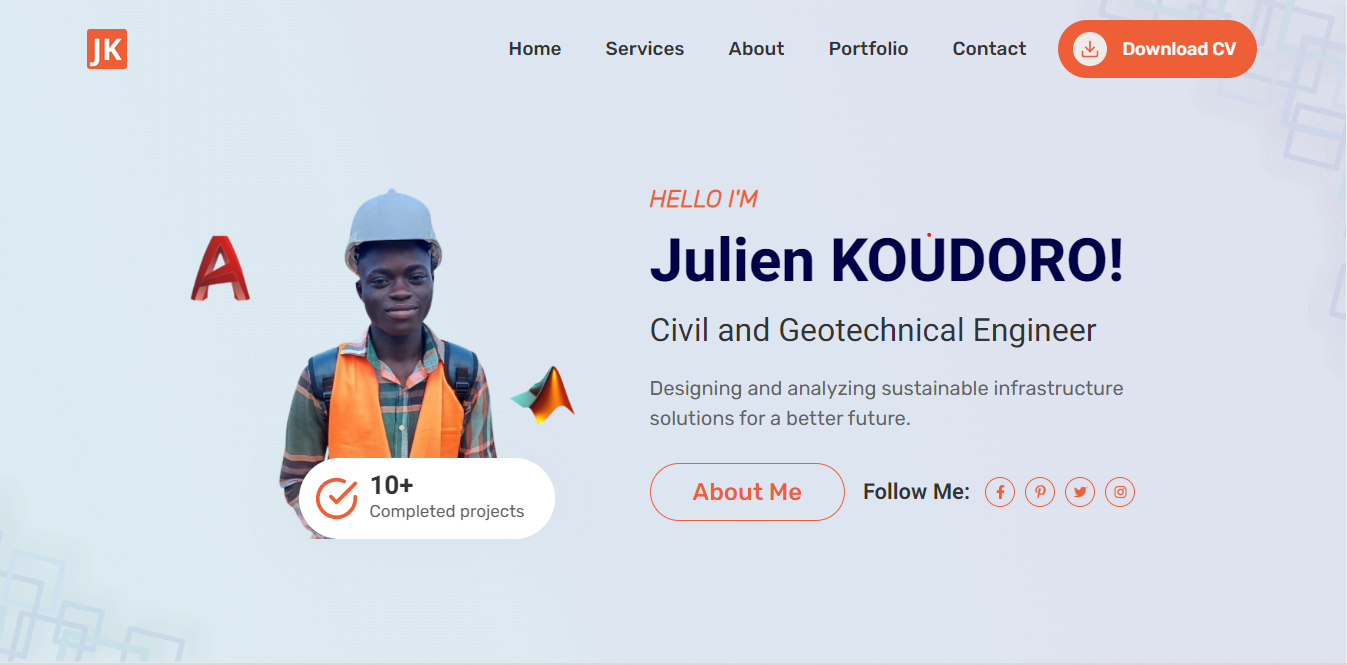 JK
Home Services About Portfolio Contact Download CV
HELLO I'M
Julien KOUDORO!
Civil and Geotechnical Engineer
Designing and analyzing sustainable infrastructure
solutions for a better future.
10+
Completed projects
About Me Follow Me: